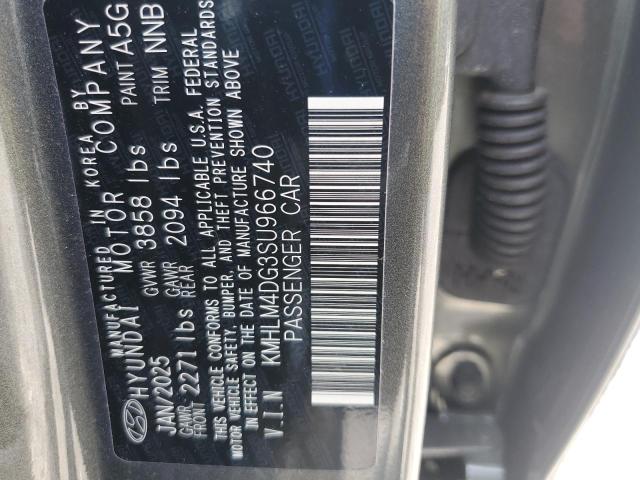 MANUFACTURED IN KOREA BY
HYUNDAI MOTOR COMPANY
JAN/2025 GVWR 3858 lbs PAINT A5G
GAWR FRONT 2271 lbs GAWR REAR 2094 lbs TRIM NNB
THIS VEHICLE CONFORMS TO ALL APPLICABLE U.S.A. FEDERAL
MOTOR VEHICLE SAFETY, BUMPER, AND THEFT PREVENTION STANDARDS
IN EFFECT ON THE DATE OF MANUFACTURE SHOWN ABOVE
V.I.N KMHLM4DG3SU966740
PASSENGER CAR